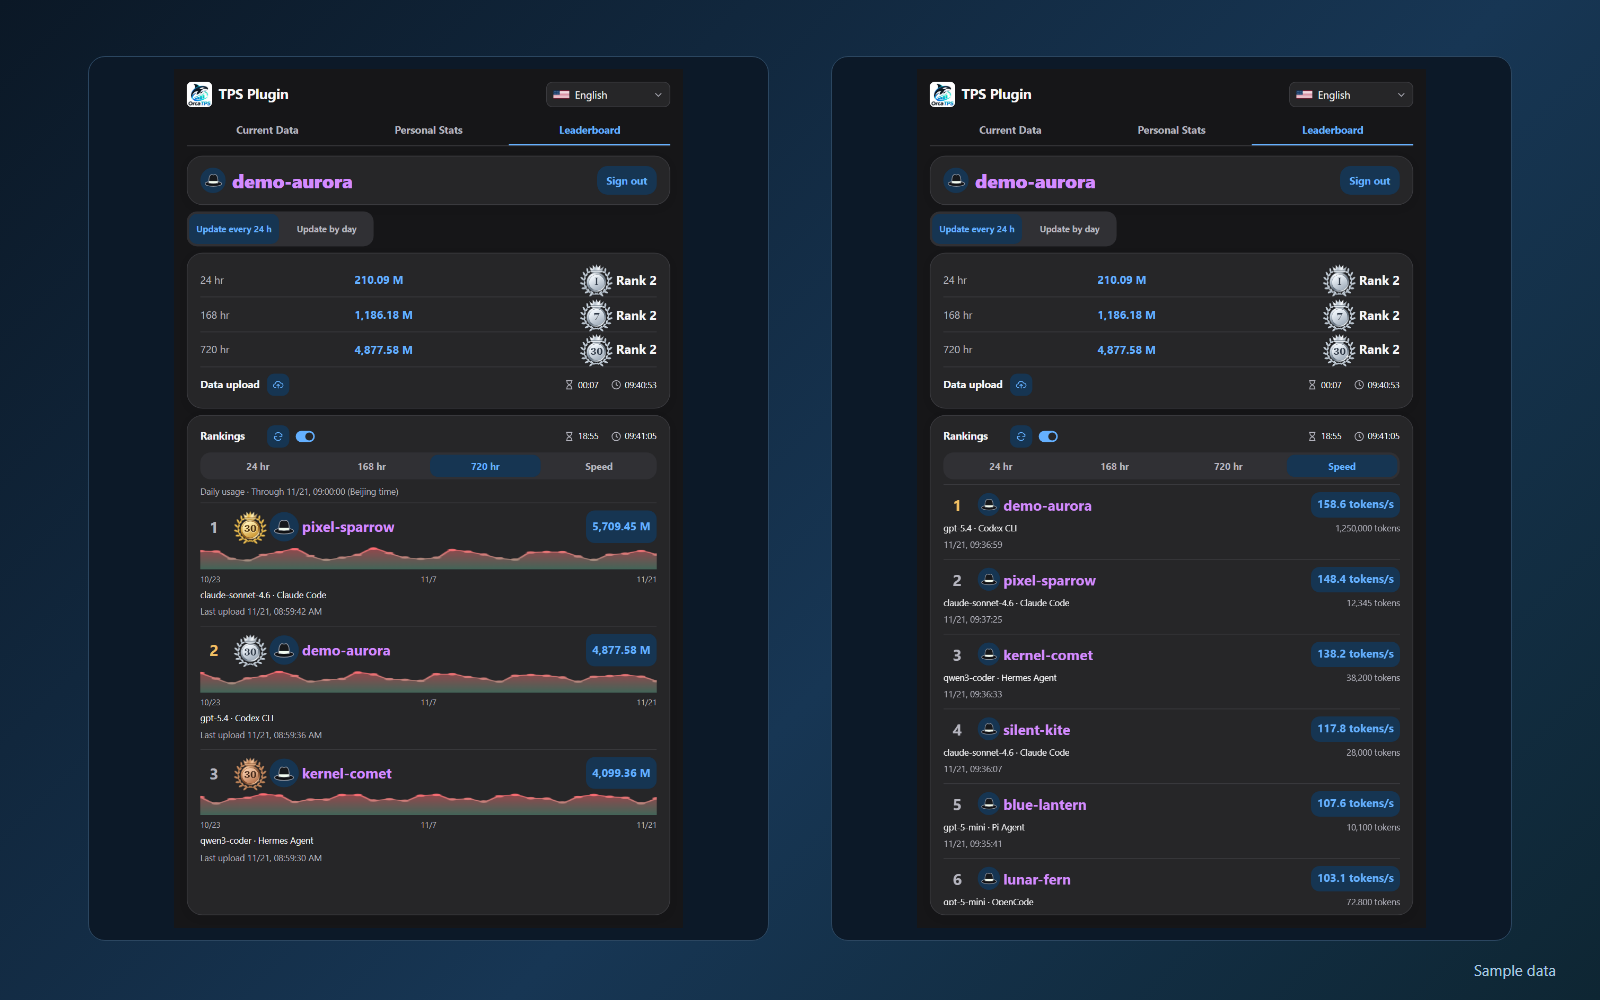 TPS Plugin
English
Current Data
Personal Stats
Leaderboard
demo-aurora
Sign out
Update every 24 h
Update by day
24 hr 210.09 M 1 Rank 2
168 hr 1,186.18 M 7 Rank 2
720 hr 4,877.58 M 30 Rank 2
Data upload 00:07 09:40:53
Rankings 18:55 09:41:05
24 hr 168 hr 720 hr Speed
Daily usage · Through 11/21, 09:00:00 (Beijing time)
1 30 pixel-sparrow 5,709.45 M
10/23 11/7 11/21
claude-sonnet-4.6 · Claude Code
Last upload 11/21, 08:59:42 AM
2 30 demo-aurora 4,877.58 M
10/23 11/7 11/21
gpt-5.4 · Codex CLI
Last upload 11/21, 08:59:36 AM
3 30 kernel-comet 4,099.36 M
10/23 11/7 11/21
qwen3-coder · Hermes Agent
Last upload 11/21, 08:59:30 AM
TPS Plugin
English
Current Data
Personal Stats
Leaderboard
demo-aurora
Sign out
Update every 24 h
Update by day
24 hr 210.09 M 1 Rank 2
168 hr 1,186.18 M 7 Rank 2
720 hr 4,877.58 M 30 Rank 2
Data upload 00:07 09:40:53
Rankings 18:55 09:41:05
24 hr 168 hr 720 hr Speed
1 demo-aurora 158.6 tokens/s
gpt-5.4 · Codex CLI 1,250,000 tokens
11/21, 09:36:59
2 pixel-sparrow 148.4 tokens/s
claude-sonnet-4.6 · Claude Code 12,345 tokens
11/21, 09:37:25
3 kernel-comet 138.2 tokens/s
qwen3-coder · Hermes Agent 38,200 tokens
11/21, 09:36:33
4 silent-kite 117.8 tokens/s
claude-sonnet-4.6 · Claude Code 28,000 tokens
11/21, 09:36:07
5 blue-lantern 107.6 tokens/s
gpt-5-mini · Pi Agent 10,100 tokens
11/21, 09:35:41
6 lunar-fern 103.1 tokens/s
gpt-5-mini · OpenCode 72,800 tokens
Sample data